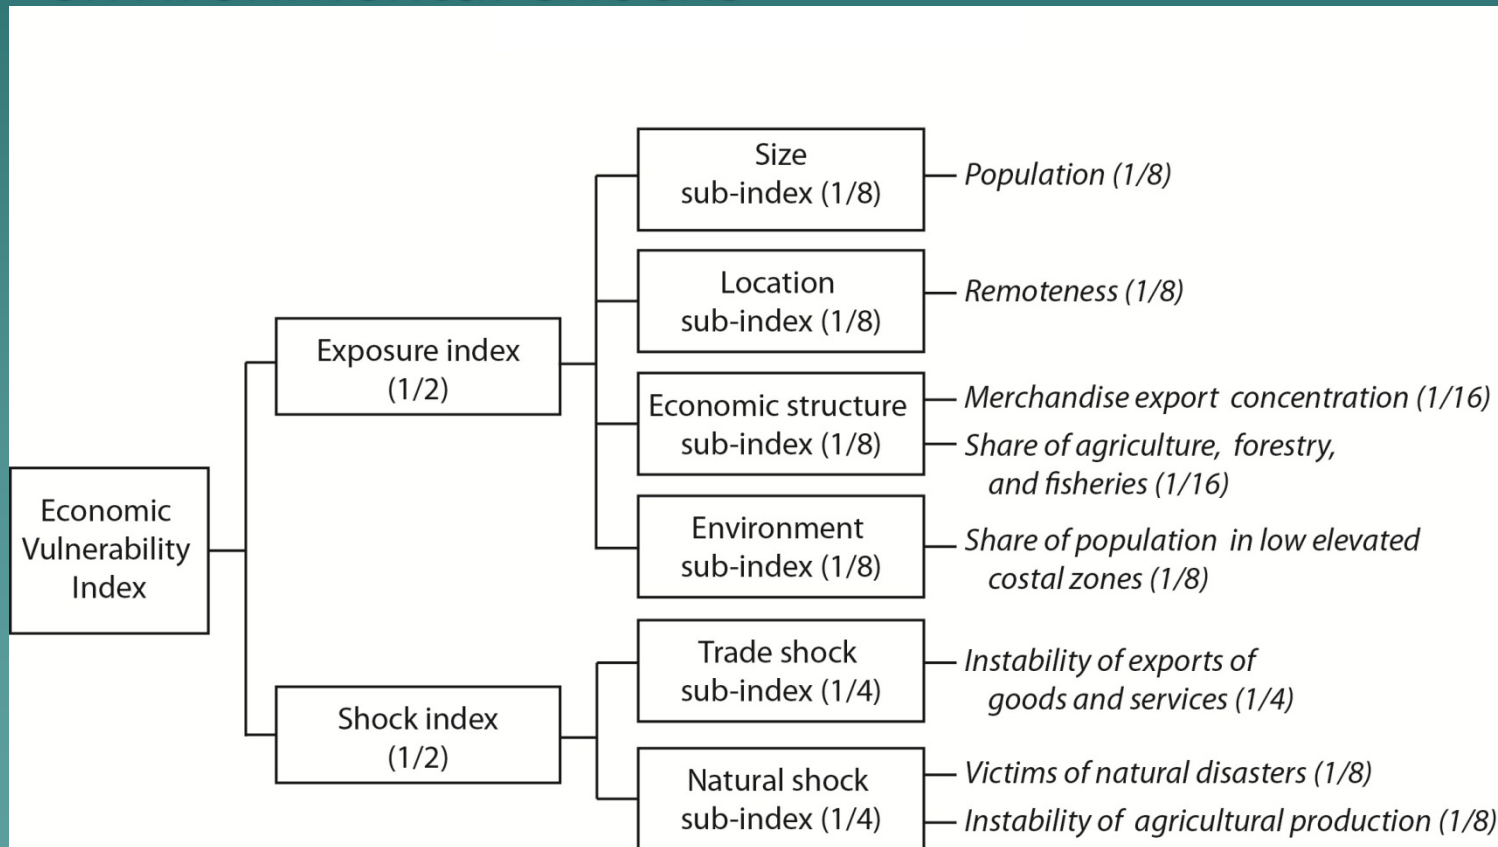 Economic
Vulnerability
Index
Exposure index
(1/2)
Shock index
(1/2)
Size
sub-index (1/8)
Location
sub-index (1/8)
Economic structure
sub-index (1/8)
Environment
sub-index (1/8)
Trade shock
sub-index (1/4)
Natural shock
sub-index (1/4)
Population (1/8)
Remoteness (1/8)
Merchandise export concentration (1/16)
Share of agriculture, forestry,
and fisheries (1/16)
Share of population in low elevated
costal zones (1/8)
Instability of exports of
goods and services (1/4)
Victims of natural disasters (1/8)
Instability of agricultural production (1/8)